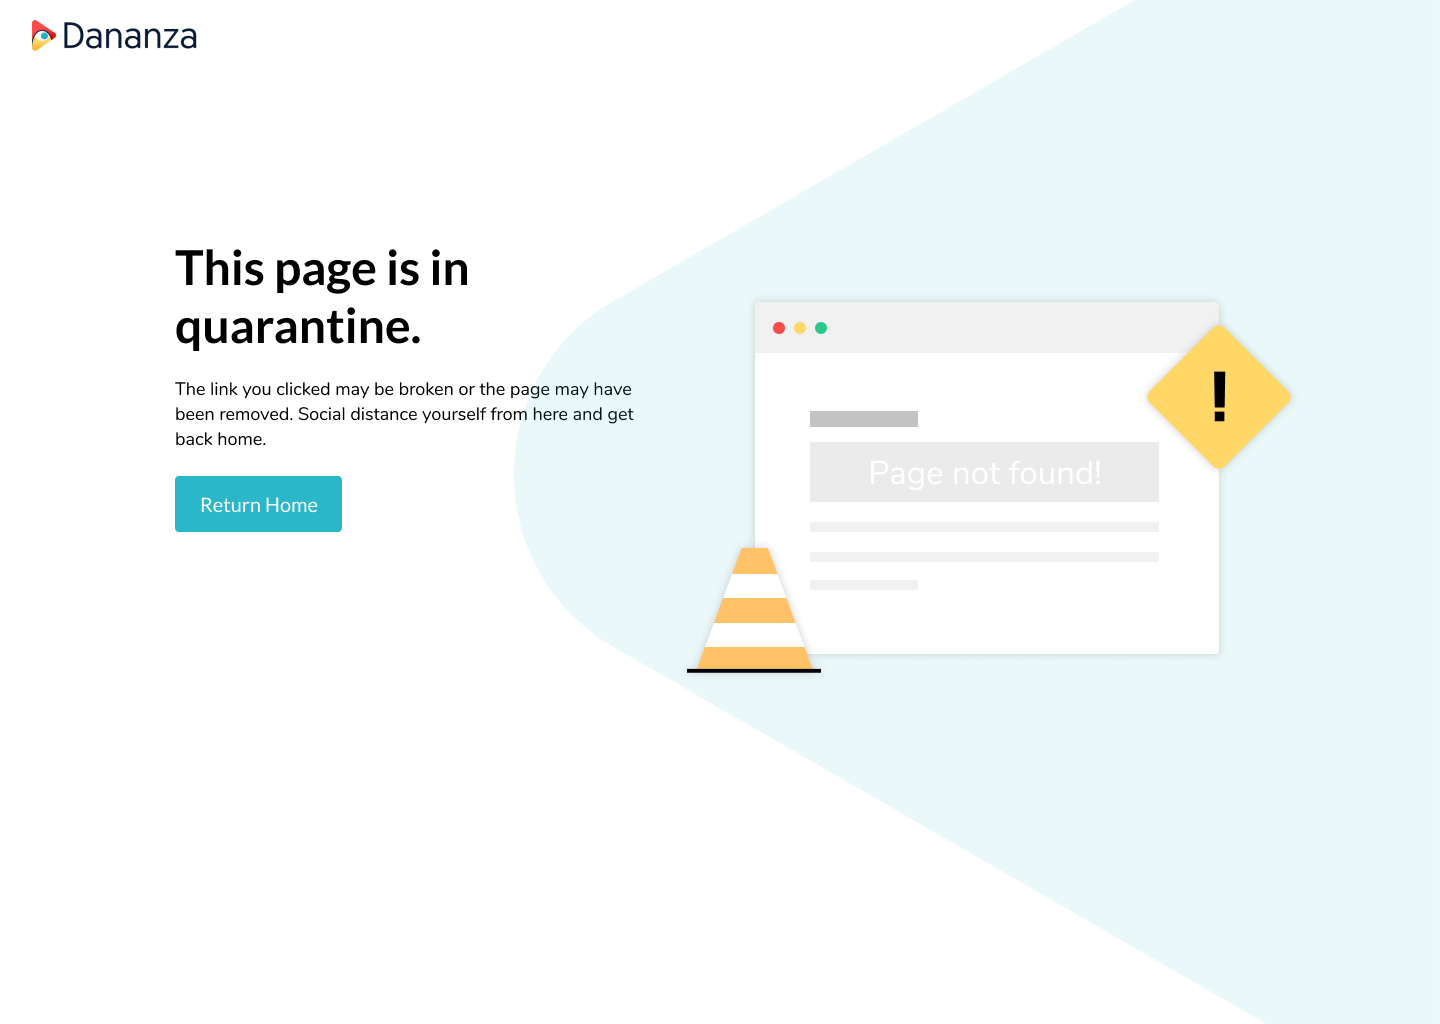 Dananza
This page is in
quarantine.
The link you clicked may be broken or the page may have
been removed. Social distance yourself from here and get
back home.
Return Home
Page not found!
!